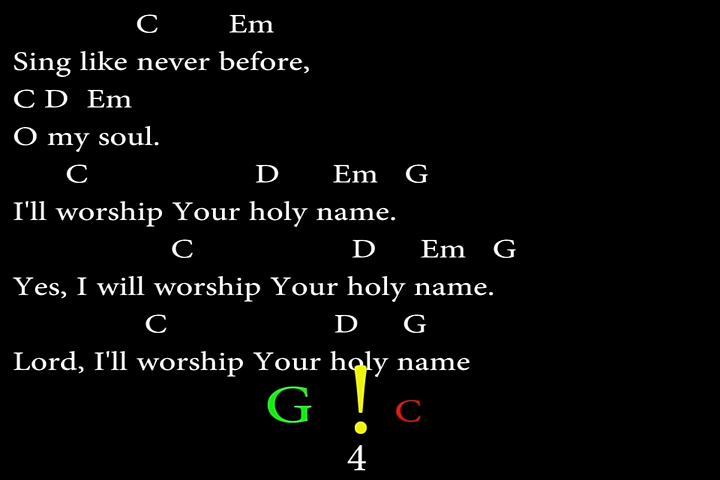 C Em
Sing like never before,
C D Em
O my soul.
C D Em G
I'll worship Your holy name.
C D Em G
Yes, I will worship Your holy name.
C D G
Lord, I'll worship Your holy name
G ! C
4